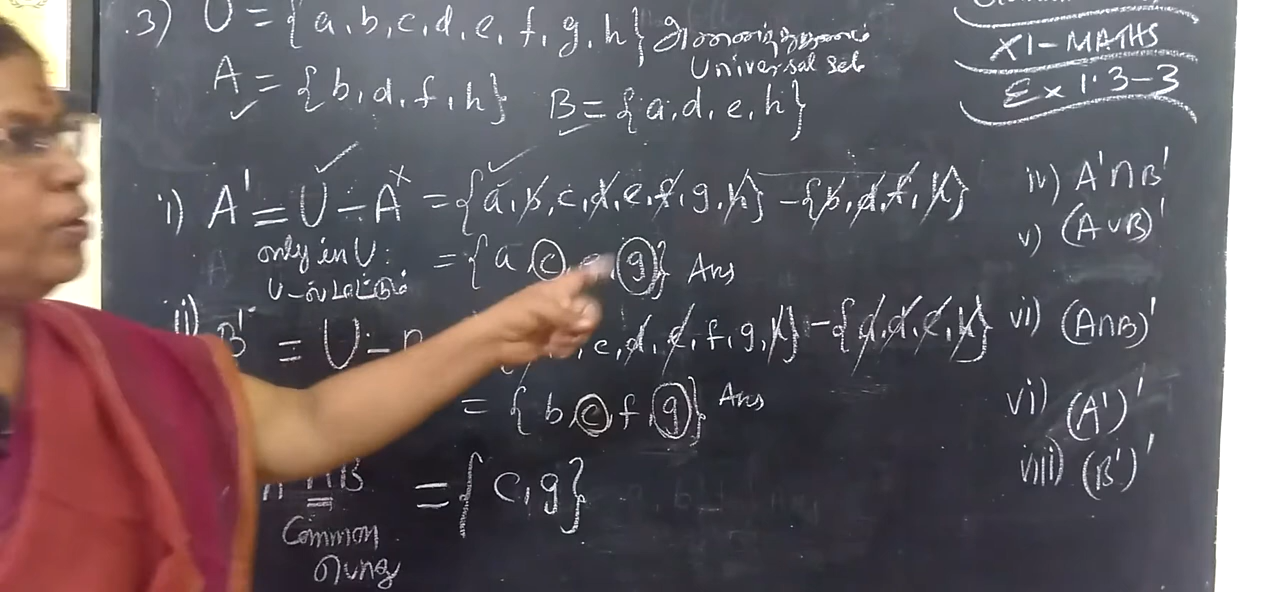 3) U = {a, b, c, d, e, f, g, h}
Universal set
XI-MATHS
Ex 1.3-3
A = {b, d, f, h} B = {a, d, e, h}
i) A' = U - A = {a, b, c, d, e, f, g, h} - {b, d, f, h}
only in U:
= {a c g} Ans
ii) B' = U - , c, d, e, f, g, h} - {a, d, e, h}
= {b, c f g} Ans
∩B' = {c, g}
Common
பொது
iv) A'∩B'
v) (A∪B)'
vi) (A∩B)'
vi) (A')'
viii) (B')'